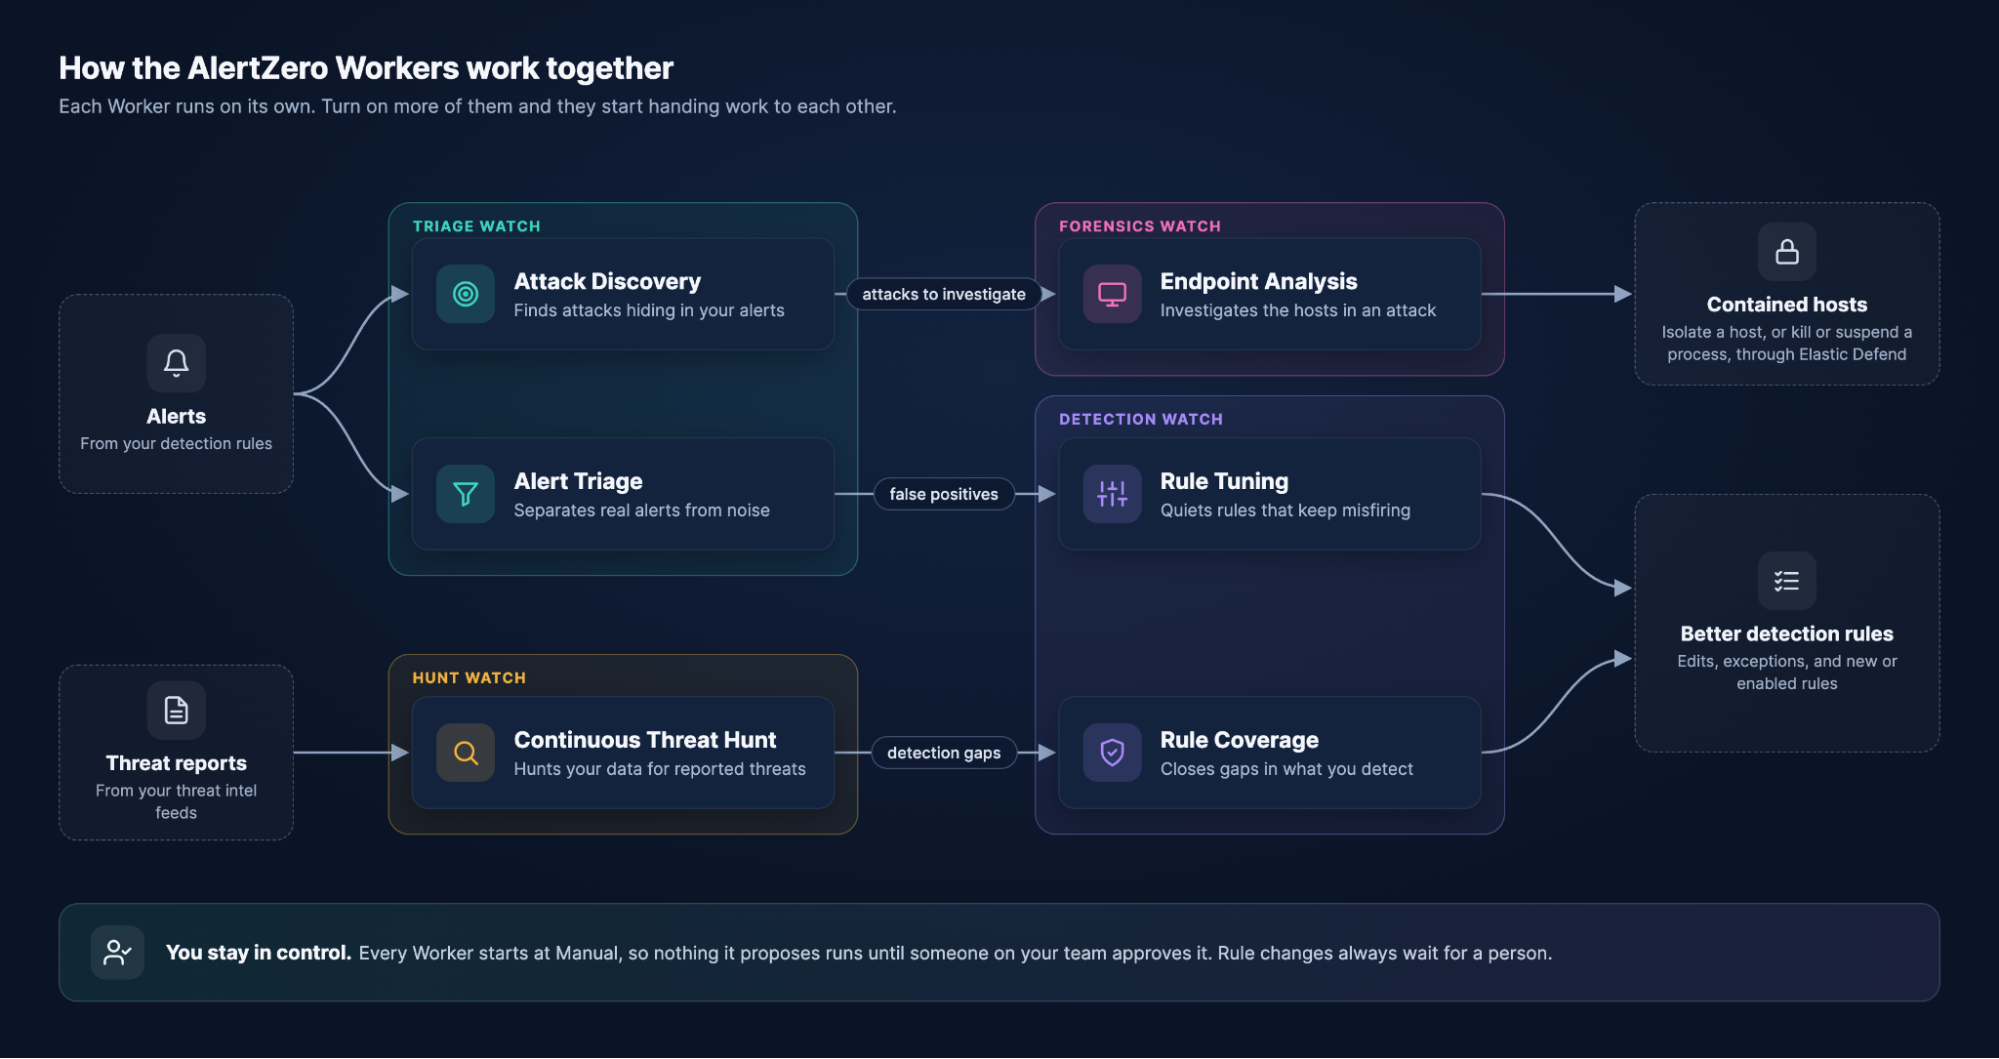 How the AlertZero Workers work together
Each Worker runs on its own. Turn on more of them and they start handing work to each other.
Alerts
From your detection rules
TRIAGE WATCH
Attack Discovery
Finds attacks hiding in your alerts
Alert Triage
Separates real alerts from noise
attacks to investigate
false positives
FORENSICS WATCH
Endpoint Analysis
Investigates the hosts in an attack
DETECTION WATCH
Rule Tuning
Quiets rules that keep misfiring
Contained hosts
Isolate a host, or kill or suspend a
process, through Elastic Defend
Better detection rules
Edits, exceptions, and new or
enabled rules
Threat reports
From your threat intel
feeds
HUNT WATCH
Continuous Threat Hunt
Hunts your data for reported threats
detection gaps
Rule Coverage
Closes gaps in what you detect
You stay in control. Every Worker starts at Manual, so nothing it proposes runs until someone on your team approves it. Rule changes always wait for a person.